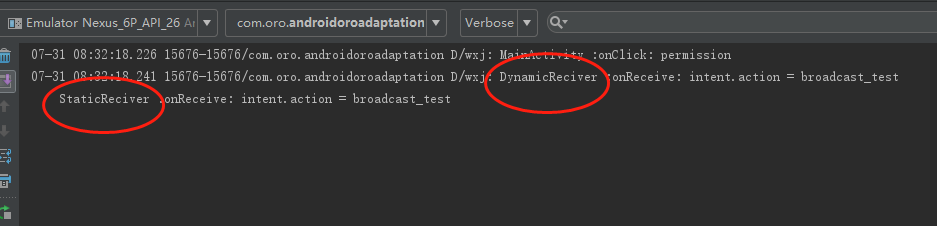 Emulator Nexus_6P_API_26 An
com.oro.androidoroadaptation
Verbose
07-31 08:32:18.226 15676-15676/com.oro.androidoroadaptation D/wxj: MainActivity :onClick: permission
07-31 08:32:18.241 15676-15676/com.oro.androidoroadaptation D/wxj: DynamicReciver :onReceive: intent.action = broadcast_test
StaticReciver :onReceive: intent.action = broadcast_test